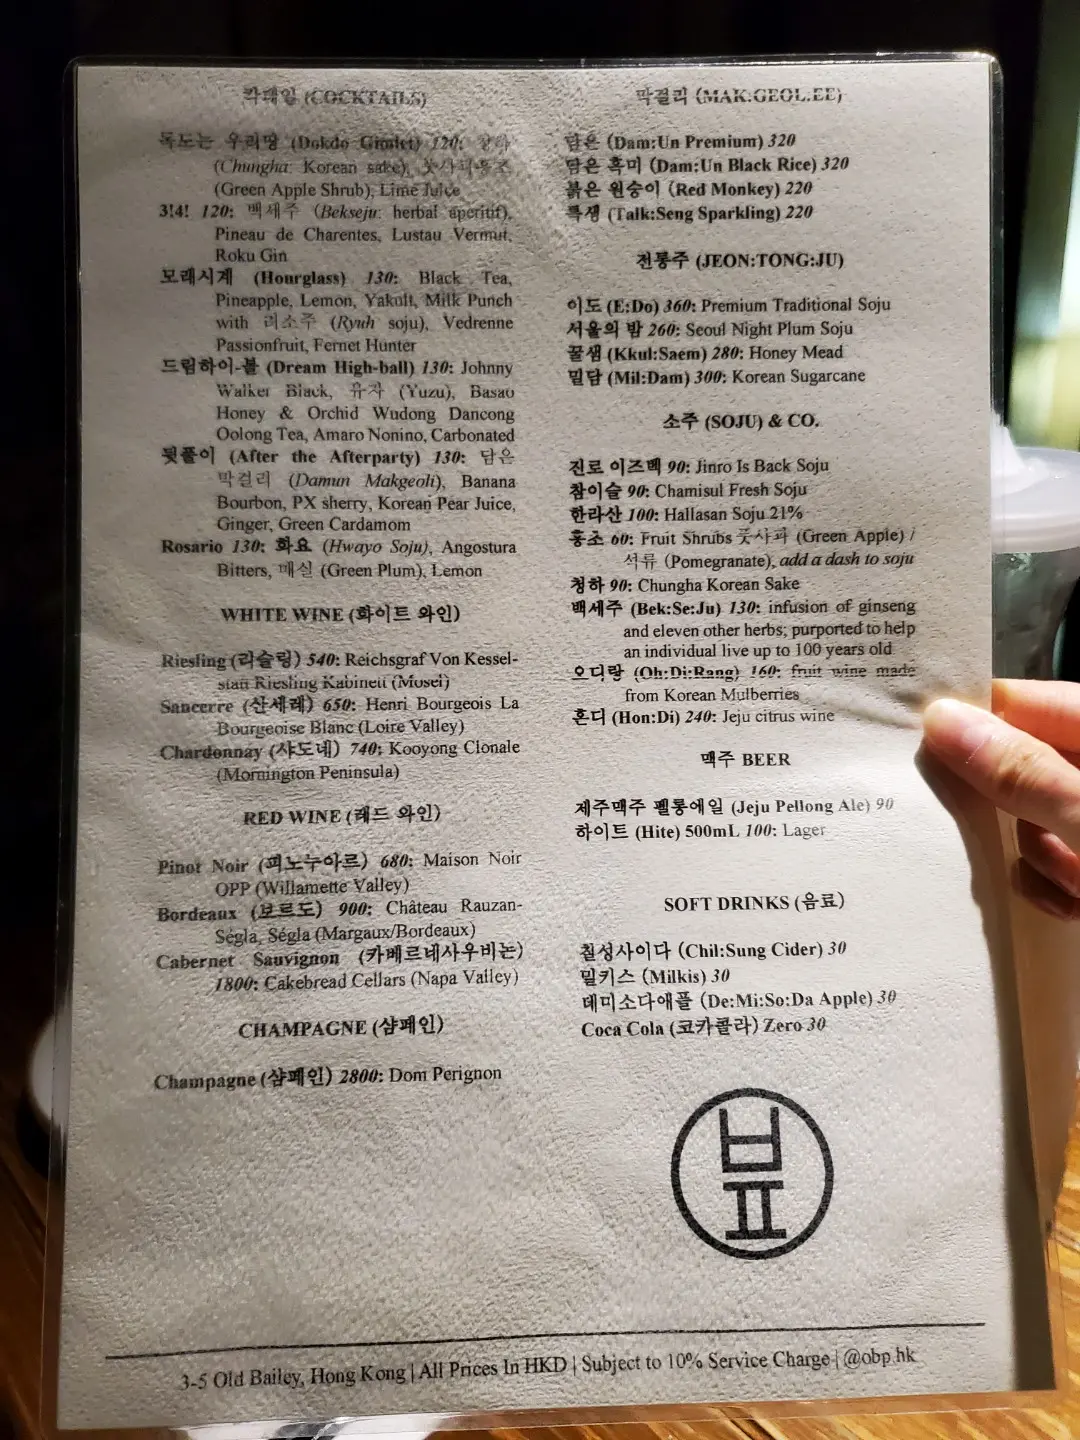 칵테일 (COCKTAILS)
독도는 우리땅 (Dokdo Gimlet) 120: 청하
(Chungha: Korean sake), 풋사과홍초
(Green Apple Shrub), Lime Juice
3!4! 120: 백세주 (Bekseju: herbal aperitif),
Pineau de Charentes, Lustau Vermut,
Roku Gin
모래시계 (Hourglass) 130: Black Tea,
Pineapple, Lemon, Yakult, Milk Punch
with 려소주 (Ryuh soju), Vedrenne
Passionfruit, Fernet Hunter
드림하이-볼 (Dream High-ball) 130: Johnny
Walker Black, 유자 (Yuzu), Basao
Honey & Orchid Wudong Dancong
Oolong Tea, Amaro Nonino, Carbonated
뒷풀이 (After the Afterparty) 130: 담은
막걸리 (Damun Makgeoli), Banana
Bourbon, PX sherry, Korean Pear Juice,
Ginger, Green Cardamom
Rosario 130: 화요 (Hwayo Soju), Angostura
Bitters, 매실 (Green Plum), Lemon
WHITE WINE (화이트 와인)
Riesling (리슬링) 540: Reichsgraf Von Kessel-
statt Riesling Kabinett (Mosel)
Sancerre (산세레) 650: Henri Bourgeois La
Bourgeoise Blanc (Loire Valley)
Chardonnay (샤도네) 740: Kooyong Clonale
(Mornington Peninsula)
RED WINE (레드 와인)
Pinot Noir (피노누아르) 680: Maison Noir
OPP (Willamette Valley)
Bordeaux (보르도) 900: Château Rauzan-
Ségla, Ségla (Margaux/Bordeaux)
Cabernet Sauvignon (카베르네사우비논)
1800: Cakebread Cellars (Napa Valley)
CHAMPAGNE (샴페인)
Champagne (샴페인) 2800: Dom Perignon
막걸리 (MAK:GEOL:EE)
담은 (Dam:Un Premium) 320
담은 흑미 (Dam:Un Black Rice) 320
붉은 원숭이 (Red Monkey) 220
톡생 (Talk:Seng Sparkling) 220
전통주 (JEON:TONG:JU)
이도 (E:Do) 360: Premium Traditional Soju
서울의 밤 260: Seoul Night Plum Soju
꿀샘 (Kkul:Saem) 280: Honey Mead
밀담 (Mil:Dam) 300: Korean Sugarcane
소주 (SOJU) & CO.
진로 이즈백 90: Jinro Is Back Soju
참이슬 90: Chamisul Fresh Soju
한라산 100: Hallasan Soju 21%
홍초 60: Fruit Shrubs 풋사과 (Green Apple) /
석류 (Pomegranate), add a dash to soju
청하 90: Chungha Korean Sake
백세주 (Bek:Se:Ju) 130: infusion of ginseng
and eleven other herbs; purported to help
an individual live up to 100 years old
오디랑 (Oh:Di:Rang) 160: fruit wine made
from Korean Mulberries
혼디 (Hon:Di) 240: Jeju citrus wine
맥주 BEER
제주맥주 펠롱에일 (Jeju Pellong Ale) 90
하이트 (Hite) 500mL 100: Lager
SOFT DRINKS (음료)
칠성사이다 (Chil:Sung Cider) 30
밀키스 (Milkis) 30
데미소다애플 (De:Mi:So:Da Apple) 30
Coca Cola (코카콜라) Zero 30
뵤
3-5 Old Bailey, Hong Kong | All Prices In HKD | Subject to 10% Service Charge | @obp.hk